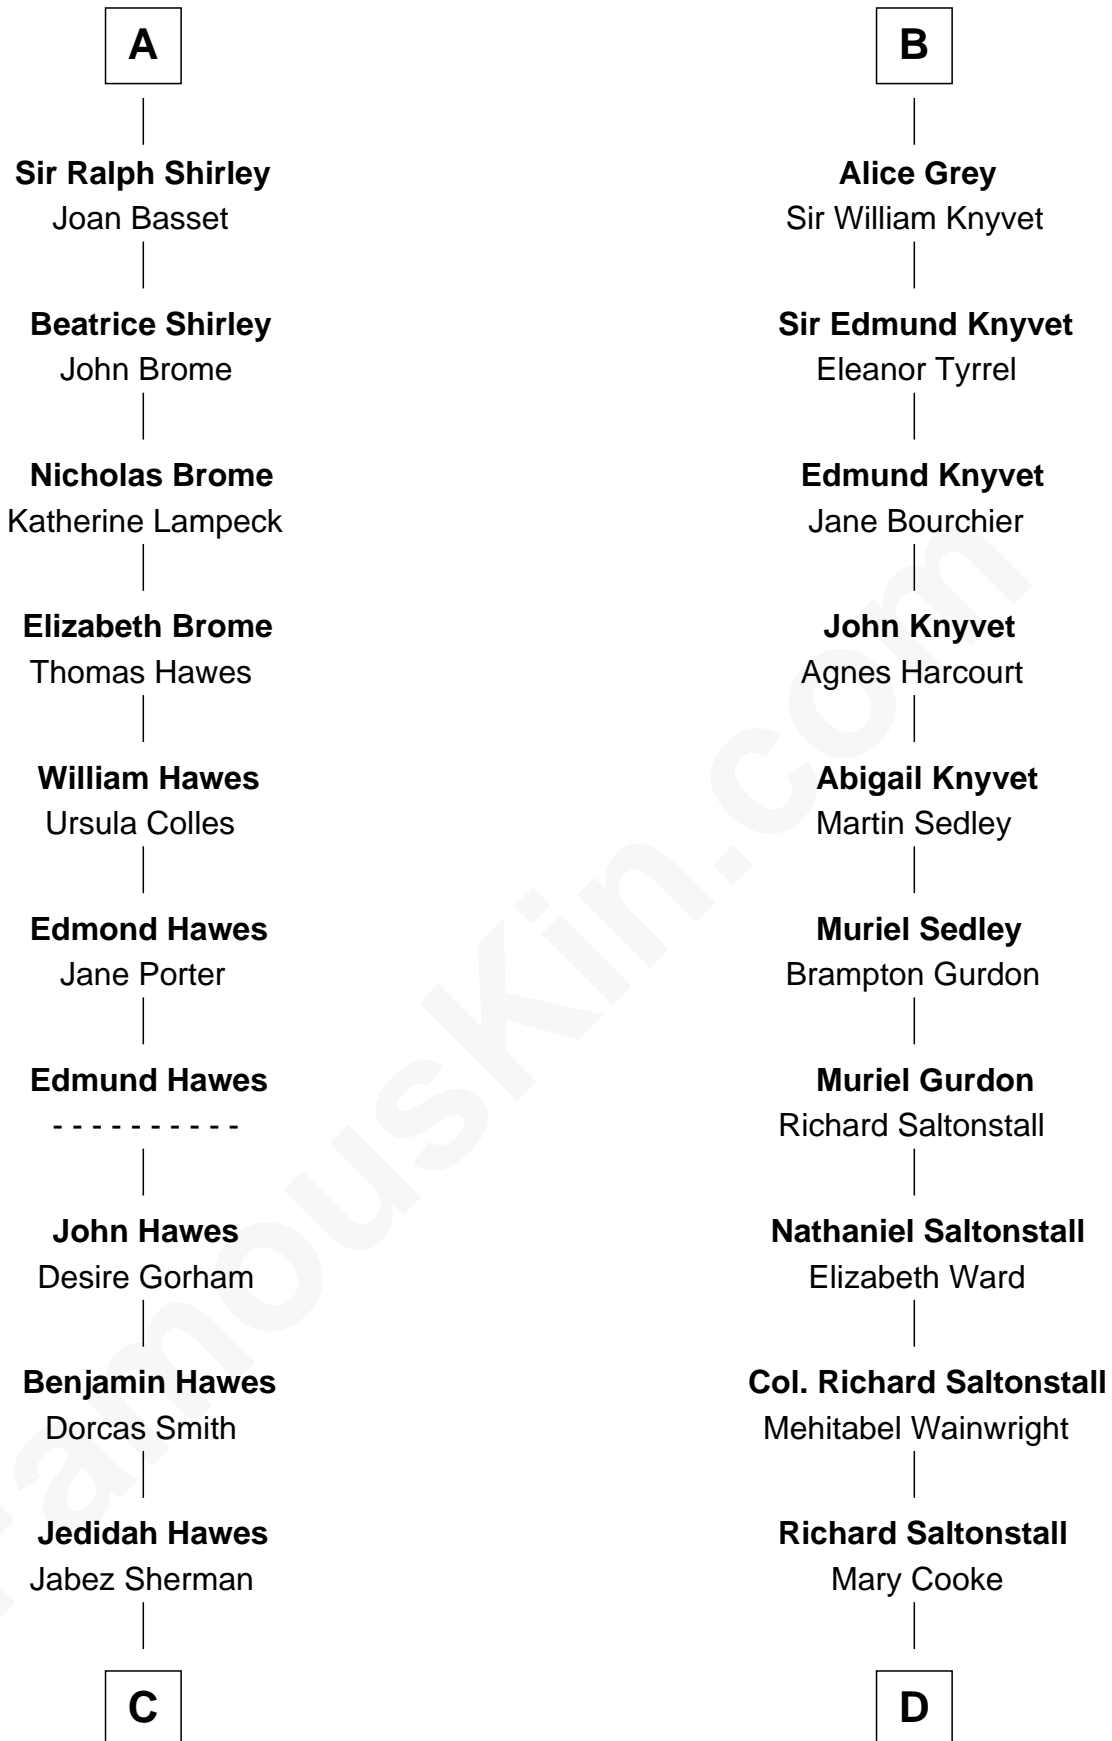 A
Sir Ralph Shirley
Joan Basset
Beatrice Shirley
John Brome
Nicholas Brome
Katherine Lampeck
Elizabeth Brome
Thomas Hawes
William Hawes
Ursula Colles
Edmond Hawes
Jane Porter
Edmund Hawes
- - - - - - - - - -
John Hawes
Desire Gorham
Benjamin Hawes
Dorcas Smith
Jedidah Hawes
Jabez Sherman
C
B
Alice Grey
Sir William Knyvet
Sir Edmund Knyvet
Eleanor Tyrrel
Edmund Knyvet
Jane Bourchier
John Knyvet
Agnes Harcourt
Abigail Knyvet
Martin Sedley
Muriel Sedley
Brampton Gurdon
Muriel Gurdon
Richard Saltonstall
Nathaniel Saltonstall
Elizabeth Ward
Col. Richard Saltonstall
Mehitabel Wainwright
Richard Saltonstall
Mary Cooke
D
FamousKin.com